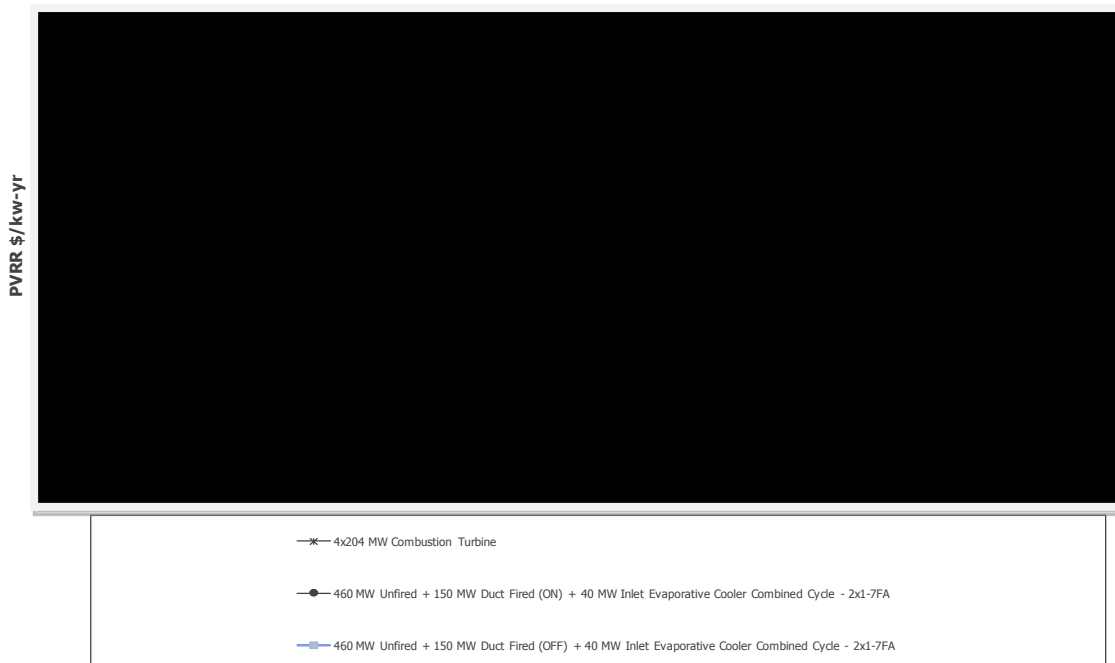 PVRR $/kw-yr
4x204 MW Combustion Turbine
460 MW Unfired + 150 MW Duct Fired (ON) + 40 MW Inlet Evaporative Cooler Combined Cycle - 2x1-7FA
460 MW Unfired + 150 MW Duct Fired (OFF) + 40 MW Inlet Evaporative Cooler Combined Cycle - 2x1-7FA